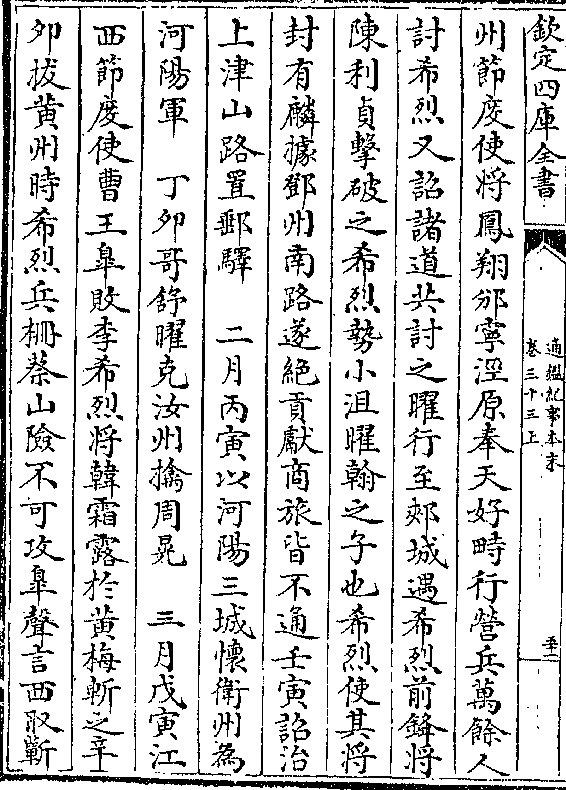 欽定四庫全書
通鑑紀事本末
卷三十三上
州節度使將鳳翔邠寧涇原奉天好畤行營兵萬餘人
討希烈又詔諸道共討之曜行至郟城遇希烈前鋒將
陳利貞擊破之希烈勢小沮曜翰之子也希烈使其將
封有麟據鄧州南路遂絶貢獻商旅皆不通壬寅詔治
上津山路置郵驛　二月丙寅以河陽三城懷衛州為
河陽軍　丁卯哥舒曜克汝州擒周晃　三月戊寅江
西節度使曹王臯敗李希烈將韓霜露於黄梅斬之辛
卯拔黄州時希烈兵栅蔡山險不可攻臯聲言西取蘄